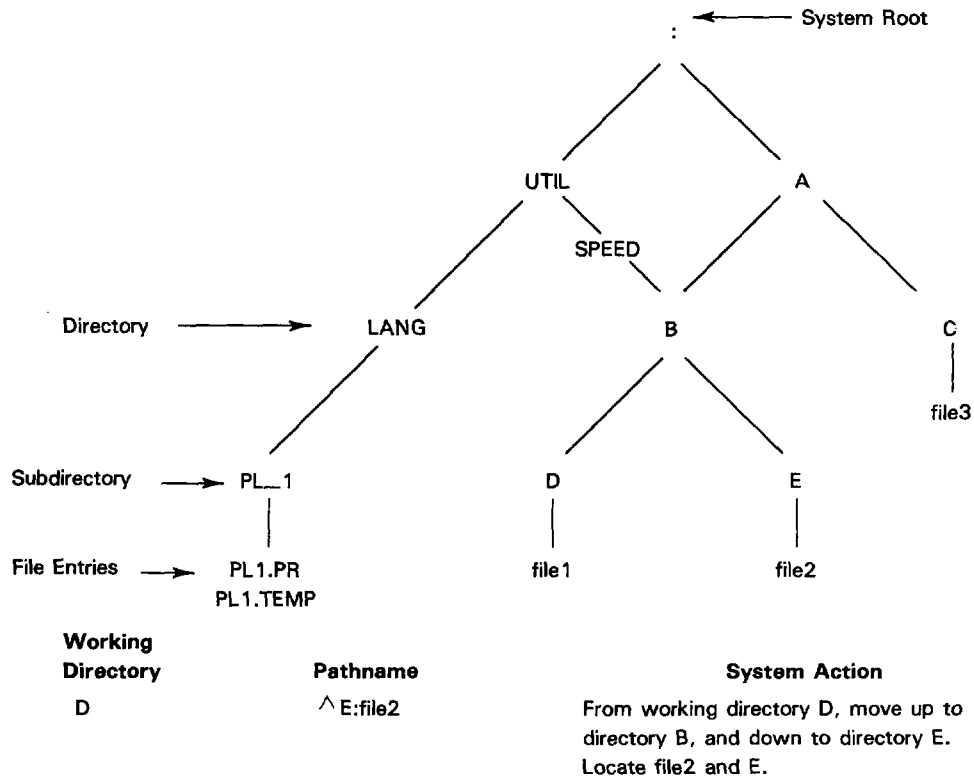 : System Root
UTIL A
SPEED
Directory LANG B C
file3
Subdirectory PL_1 D E
File Entries PL1.PR file1 file2
PL1.TEMP
Working
Directory Pathname System Action
D ^E:file2 From working directory D, move up to
directory B, and down to directory E.
Locate file2 and E.